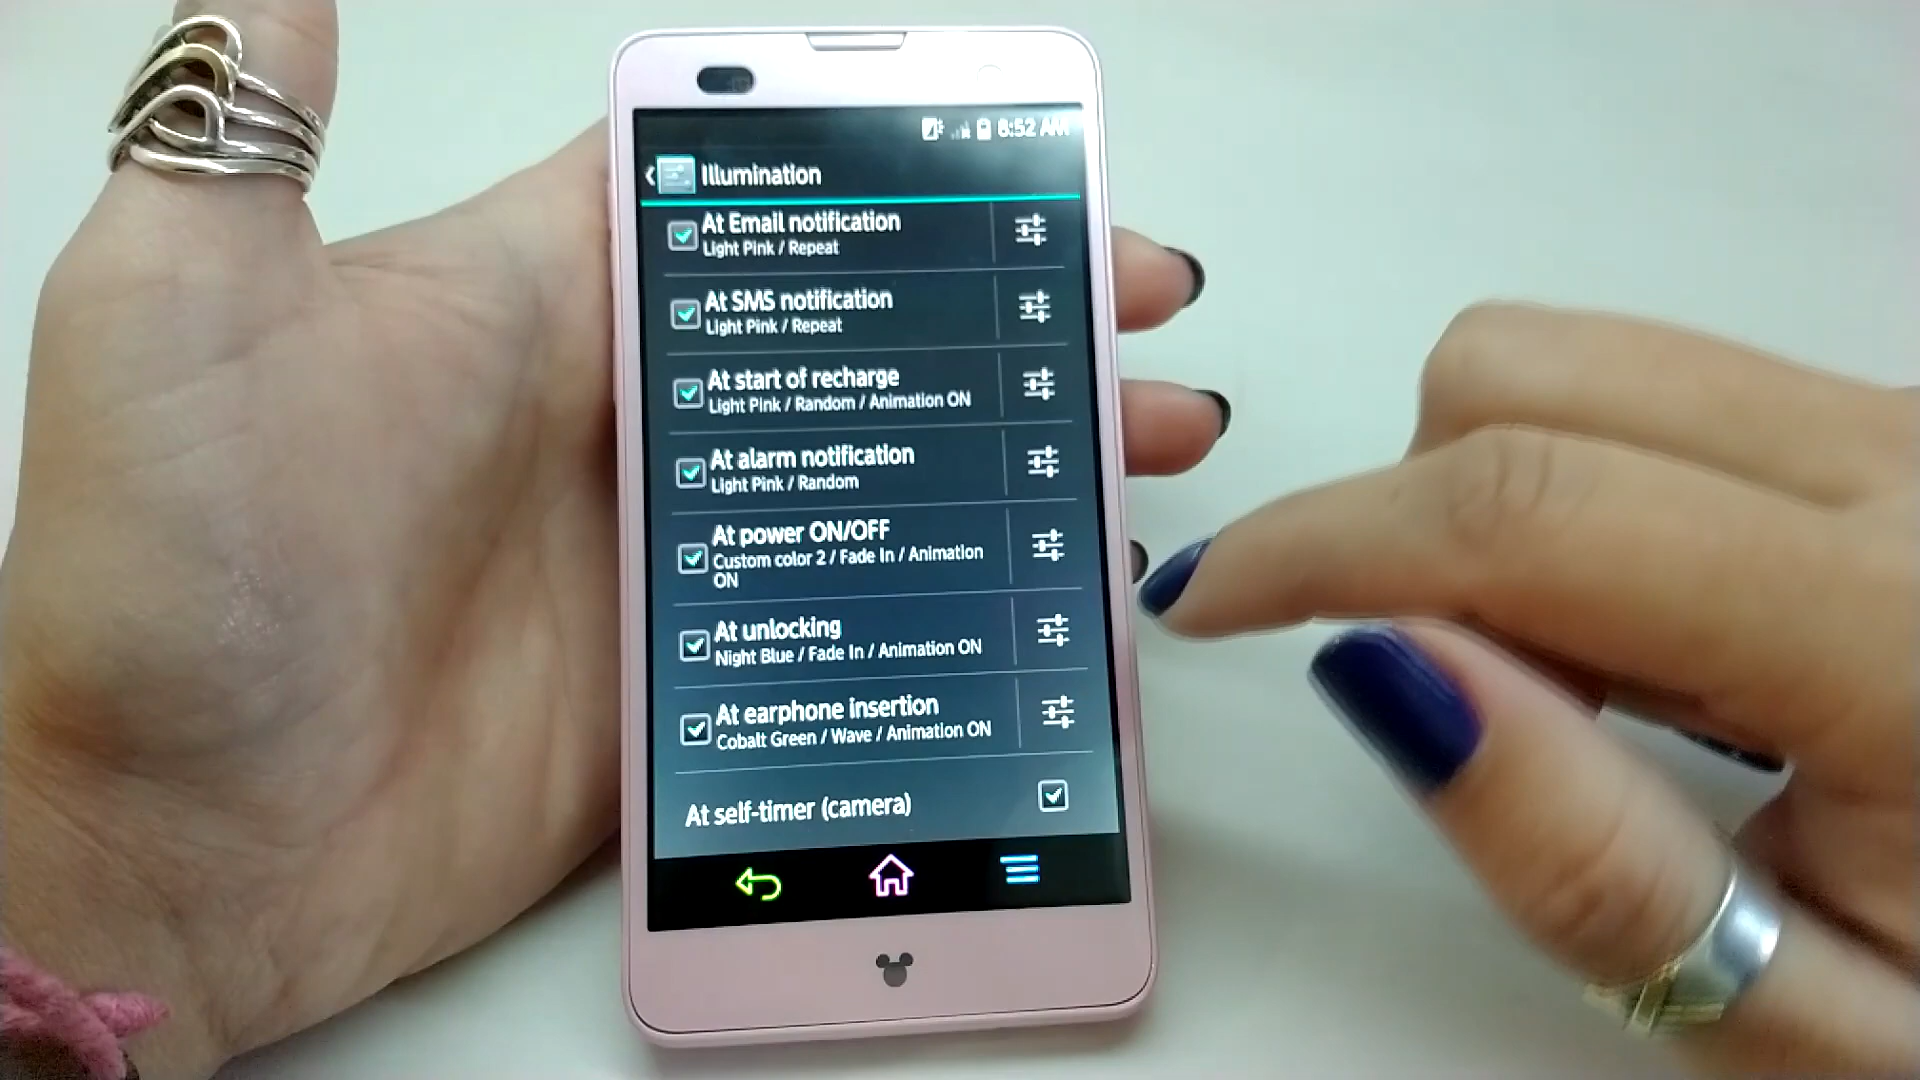 8:52 AM
Illumination
At Email notification
Light Pink / Repeat
At SMS notification
Light Pink / Repeat
At start of recharge
Light Pink / Random / Animation ON
At alarm notification
Light Pink / Random
At power ON/OFF
Custom color 2 / Fade In / Animation
ON
At unlocking
Night Blue / Fade In / Animation ON
At earphone insertion
Cobalt Green / Wave / Animation ON
At self-timer (camera)